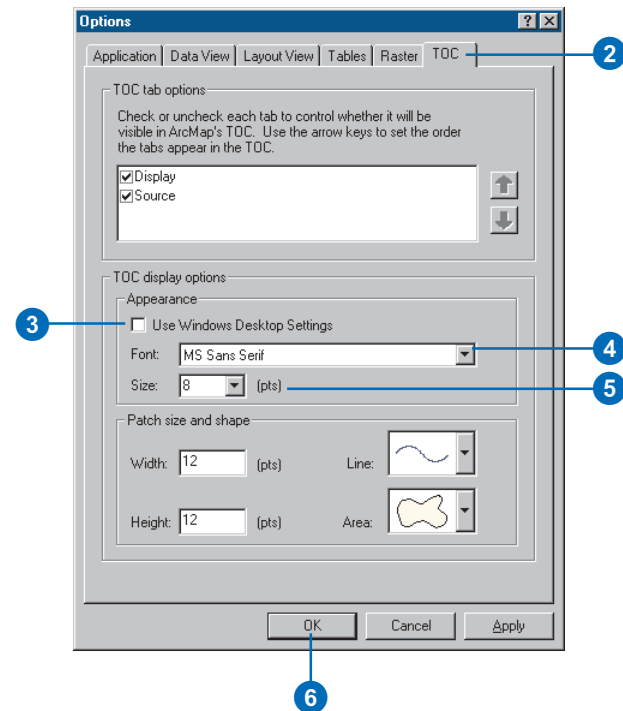 Options
Application Data View Layout View Tables Raster TOC
2
TOC tab options
Check or uncheck each tab to control whether it will be
visible in ArcMap's TOC. Use the arrow keys to set the order
the tabs appear in the TOC.
Display
Source
TOC display options
Appearance
3
Use Windows Desktop Settings
Font: MS Sans Serif
4
Size: 8 (pts)
5
Patch size and shape
Width: 12 (pts) Line:
Height: 12 (pts) Area:
OK Cancel Apply
6